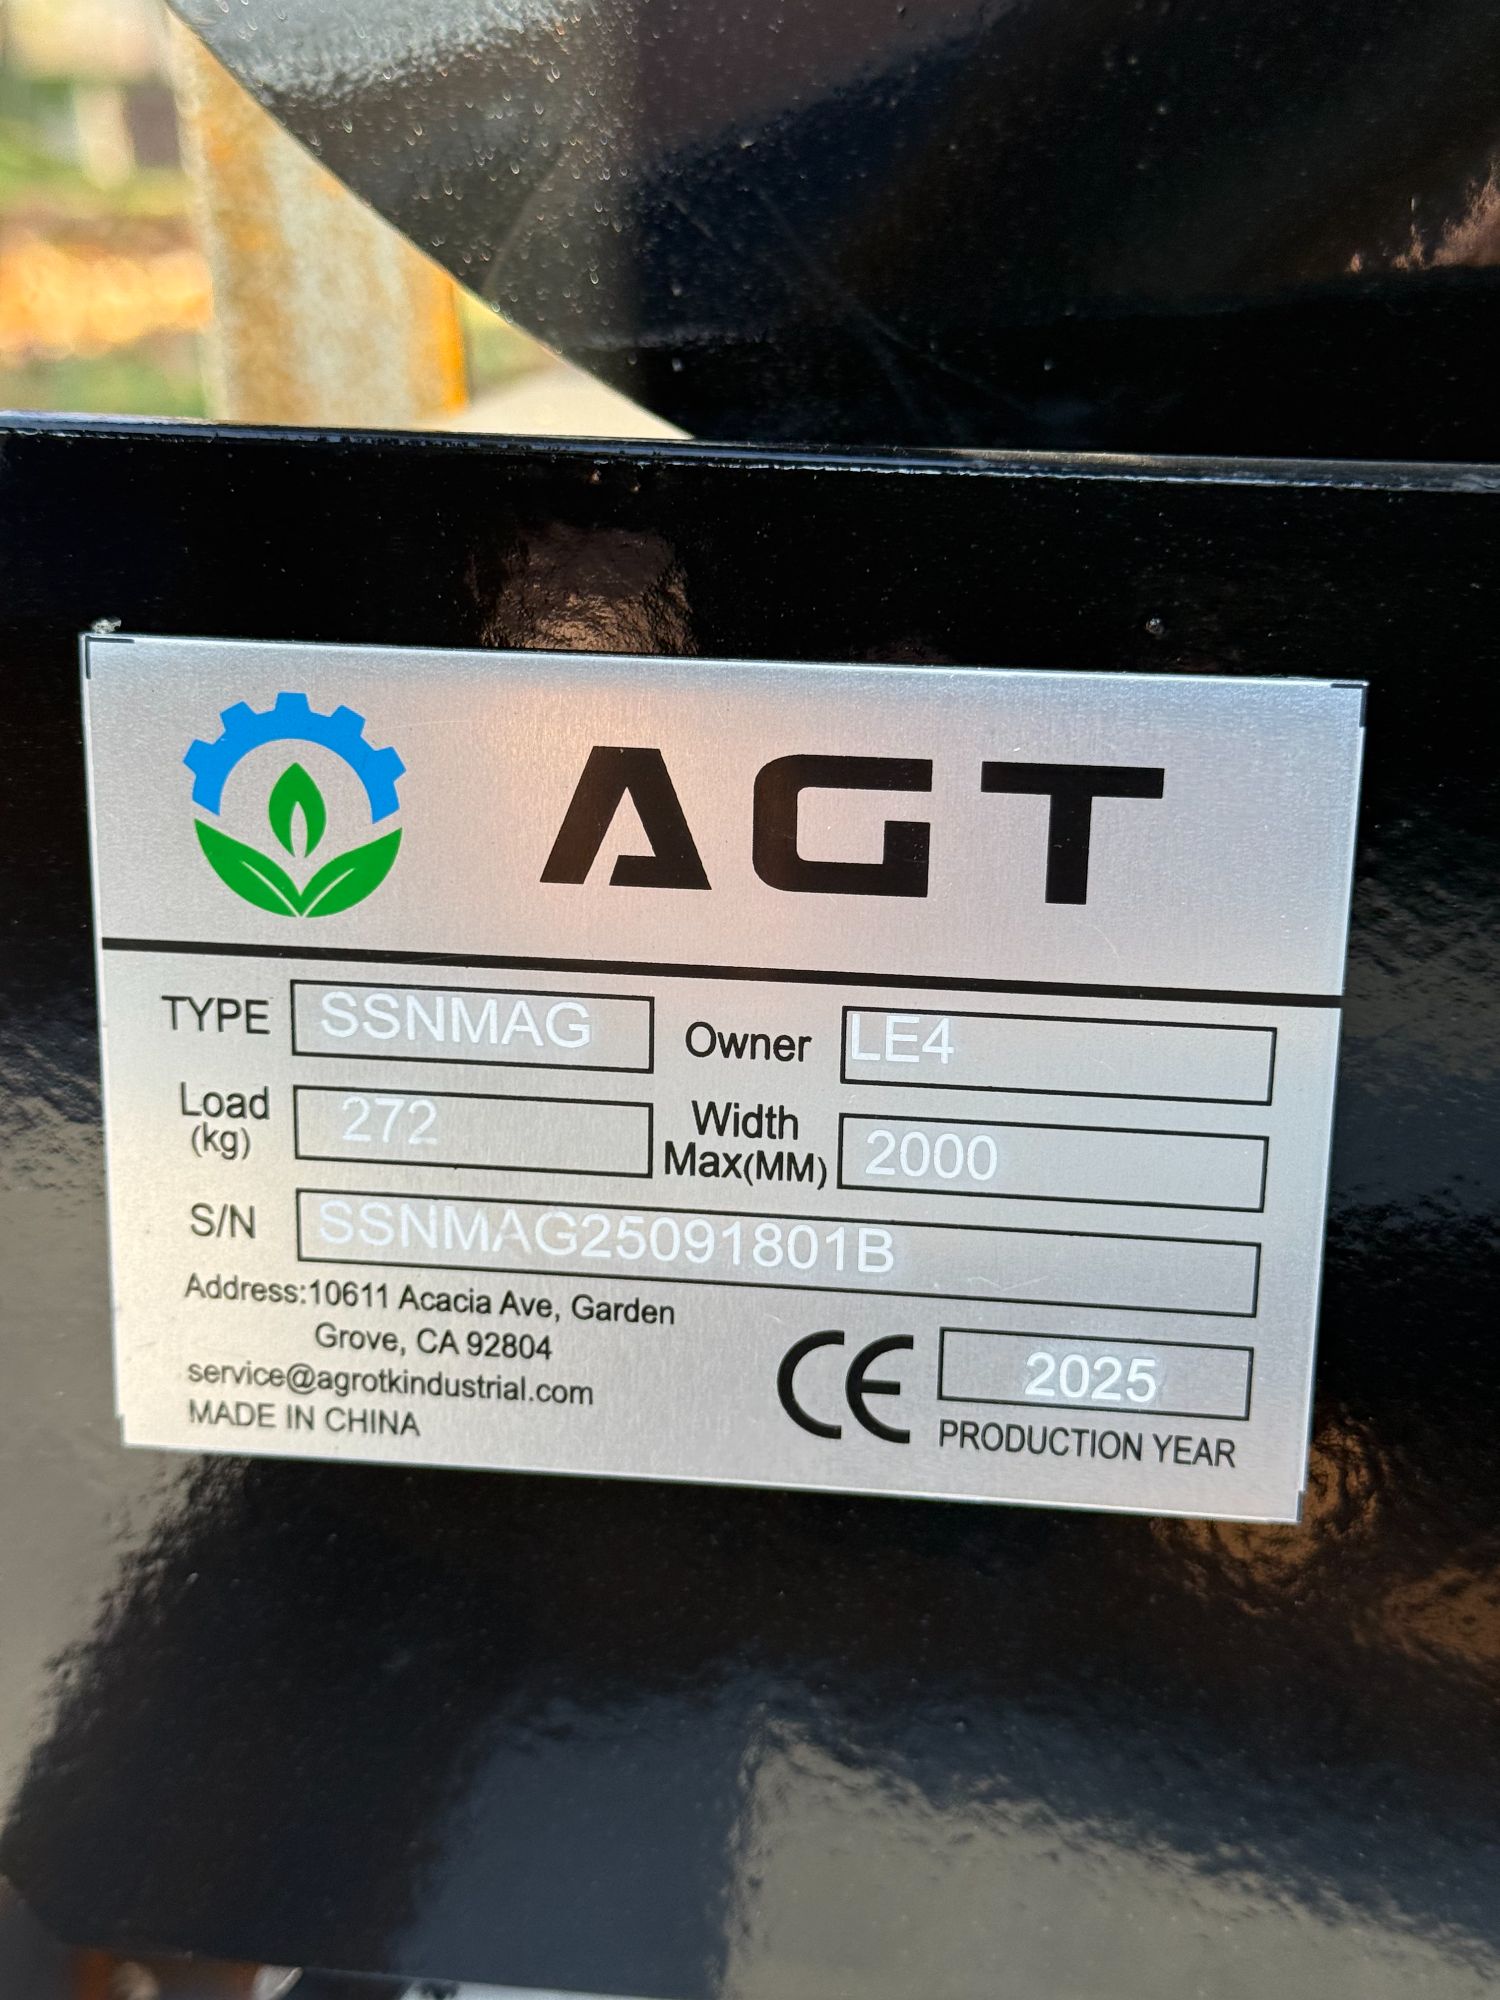 AGT
TYPE SSNMAG Owner LE4
Load (kg) 272 Width Max(MM) 2000
S/N SSNMAG25091801B
Address:10611 Acacia Ave, Garden
Grove, CA 92804
service@agrotkindustrial.com
MADE IN CHINA
CE 2025
PRODUCTION YEAR